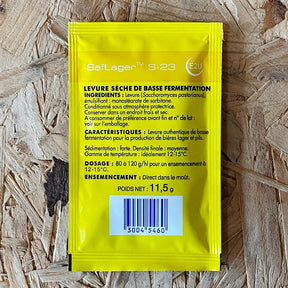 SafLager™ S-23
E2U
LEVURE SÈCHE DE BASSE FERMENTATION
INGRÉDIENTS : Levure (Saccharomyces pastorianus),
émulsifiant : monostéarate de sorbitane.
Conditionné sous atmosphère protectrice.
Conserver dans un endroit frais et sec.
A consommer de préférence avant fin et n° de lot :
voir sur l'emballage.
CARACTÉRISTIQUES : Levure authentique de basse
fermentation pour la production de bières lager et pils.
Sédimentation : forte. Densité finale : moyenne.
Gamme de température : idéalement 12-15°C.
DOSAGE : 80 à 120 g/hl pour un ensemencement à
12-15°C.
ENSEMENCEMENT : Direct dans le moût.
POIDS NET : 11,5 g
3004 5460